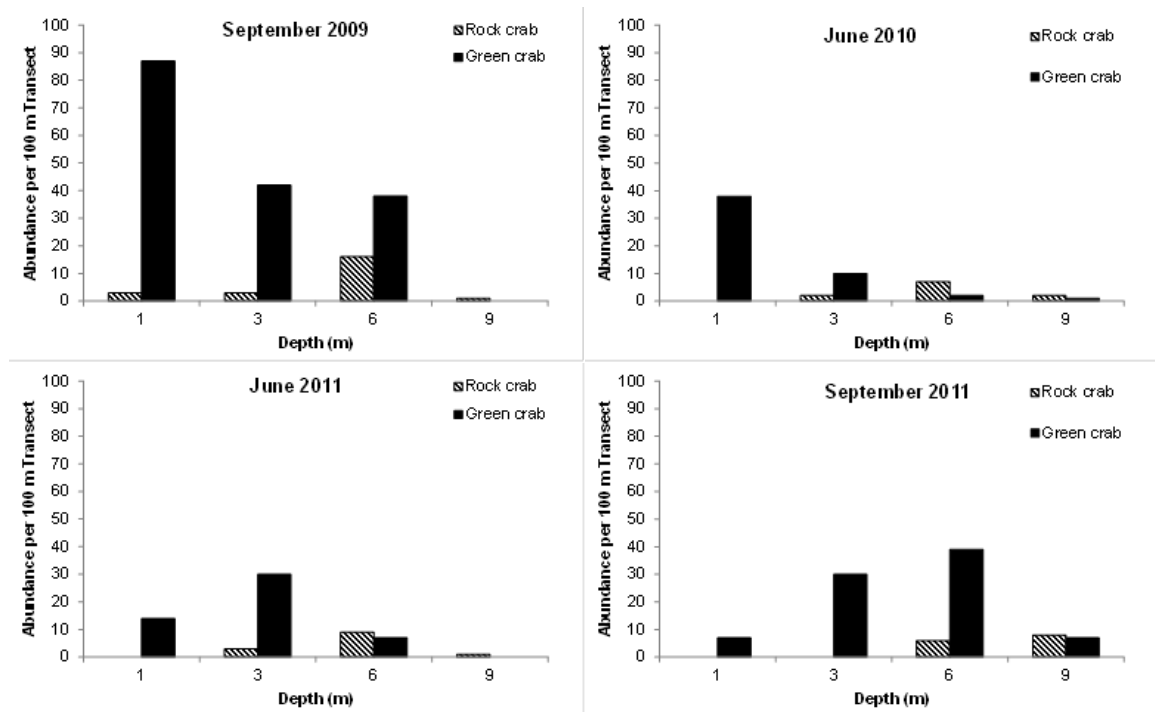 September 2009
Rock crab
Green crab
Abundance per 100 m Transect
100
90
80
70
60
50
40
30
20
10
0
1 3 6 9
Depth (m)
June 2010
Rock crab
Green crab
Abundance per 100 m Transect
100
90
80
70
60
50
40
30
20
10
0
1 3 6 9
Depth (m)
June 2011
Rock crab
Green crab
Abundance per 100 m Transect
100
90
80
70
60
50
40
30
20
10
0
1 3 6 9
Depth (m)
September 2011
Rock crab
Green crab
Abundance per 100 m Transect
100
90
80
70
60
50
40
30
20
10
0
1 3 6 9
Depth (m)